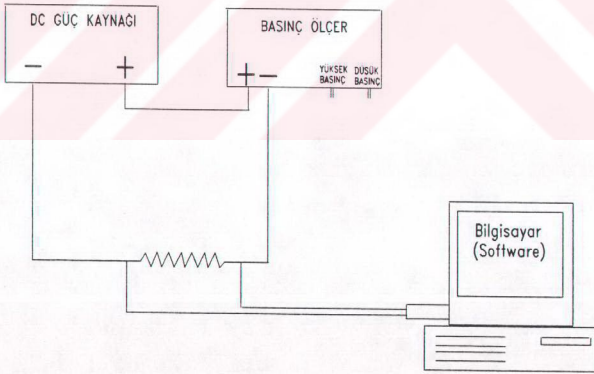 DC GÜÇ KAYNAĞI
− +
BASINÇ ÖLÇER
+ −
YÜKSEK BASINÇ
DÜŞÜK BASINÇ
Bilgisayar
(Software)